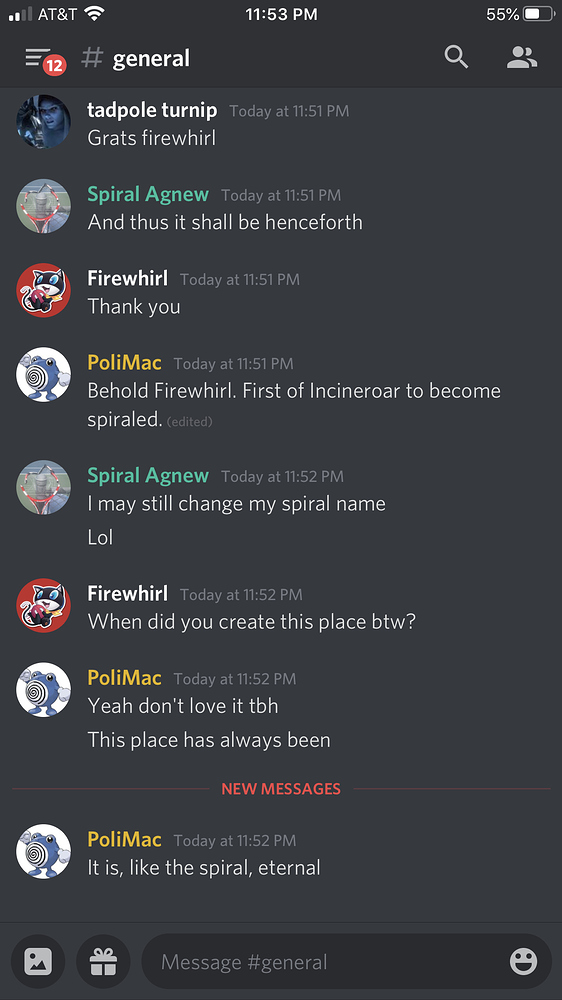 AT&T 11:53 PM 55%
12 # general
tadpole turnip Today at 11:51 PM
Grats firewhirl
Spiral Agnew Today at 11:51 PM
And thus it shall be henceforth
Firewhirl Today at 11:51 PM
Thank you
PoliMac Today at 11:51 PM
Behold Firewhirl. First of Incineroar to become
spiraled. (edited)
Spiral Agnew Today at 11:52 PM
I may still change my spiral name
Lol
Firewhirl Today at 11:52 PM
When did you create this place btw?
PoliMac Today at 11:52 PM
Yeah don't love it tbh
This place has always been
NEW MESSAGES
PoliMac Today at 11:52 PM
It is, like the spiral, eternal
Message #general